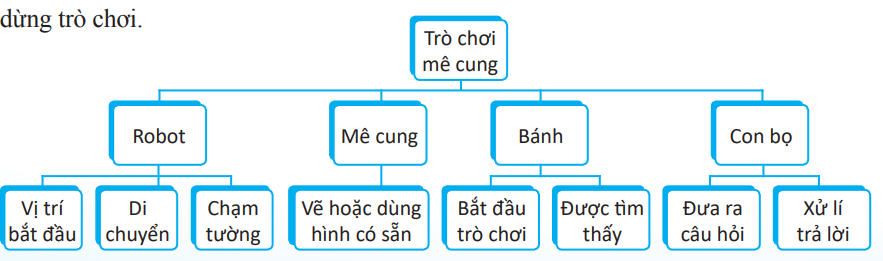 dừng trò chơi.
Trò chơi
mê cung
Robot
Mê cung
Bánh
Con bọ
Vị trí
bắt đầu
Di
chuyển
Chạm
tường
Vẽ hoặc dùng
hình có sẵn
Bắt đầu
trò chơi
Được tìm
thấy
Đưa ra
câu hỏi
Xử lí
trả lời